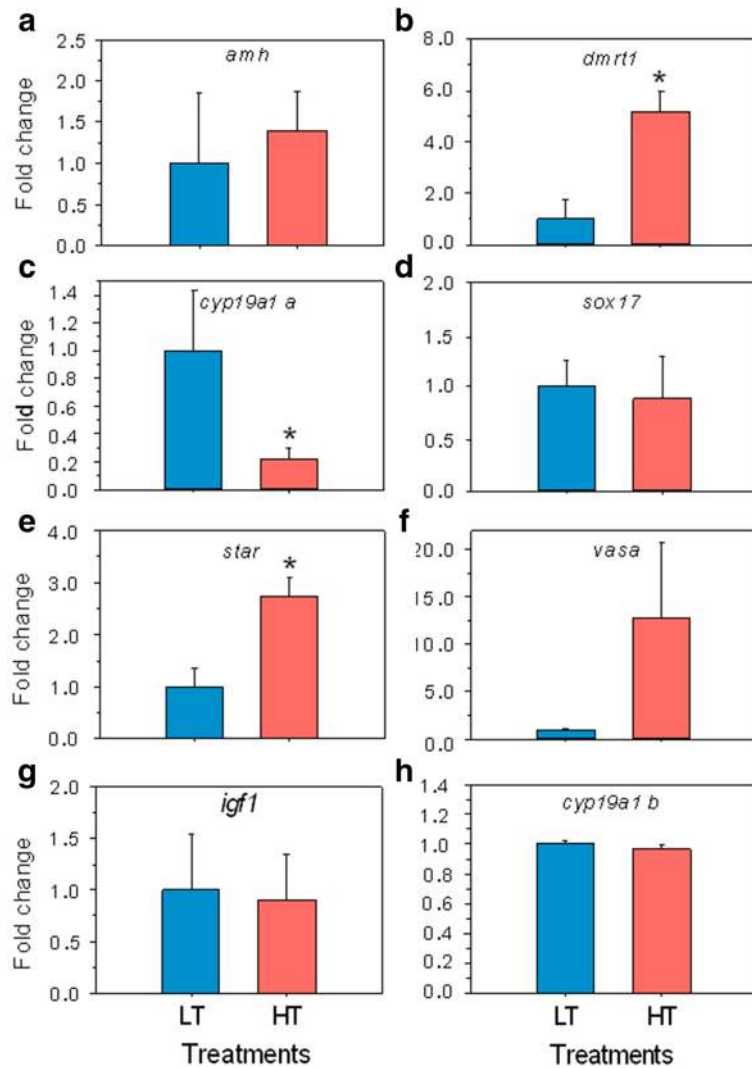 a
amh
2.5
2.0
1.5
1.0
0.5
0.0
Fold change
b
dmrt1
*
8.0
6.0
4.0
2.0
0.0
c
cyp19a1 a
*
1.4
1.2
1.0
0.8
0.6
0.4
0.2
0.0
Fold change
d
sox17
2.0
1.5
1.0
0.5
0.0
e
star
*
4.0
3.0
2.0
1.0
0.0
Fold change
f
vasa
20.0
15.0
10.0
5.0
0.0
g
igf1
2.0
1.5
1.0
0.5
0.0
Fold change
LT HT
Treatments
h
cyp19a1 b
1.4
1.2
1.0
0.8
0.6
0.4
0.2
0.0
LT HT
Treatments